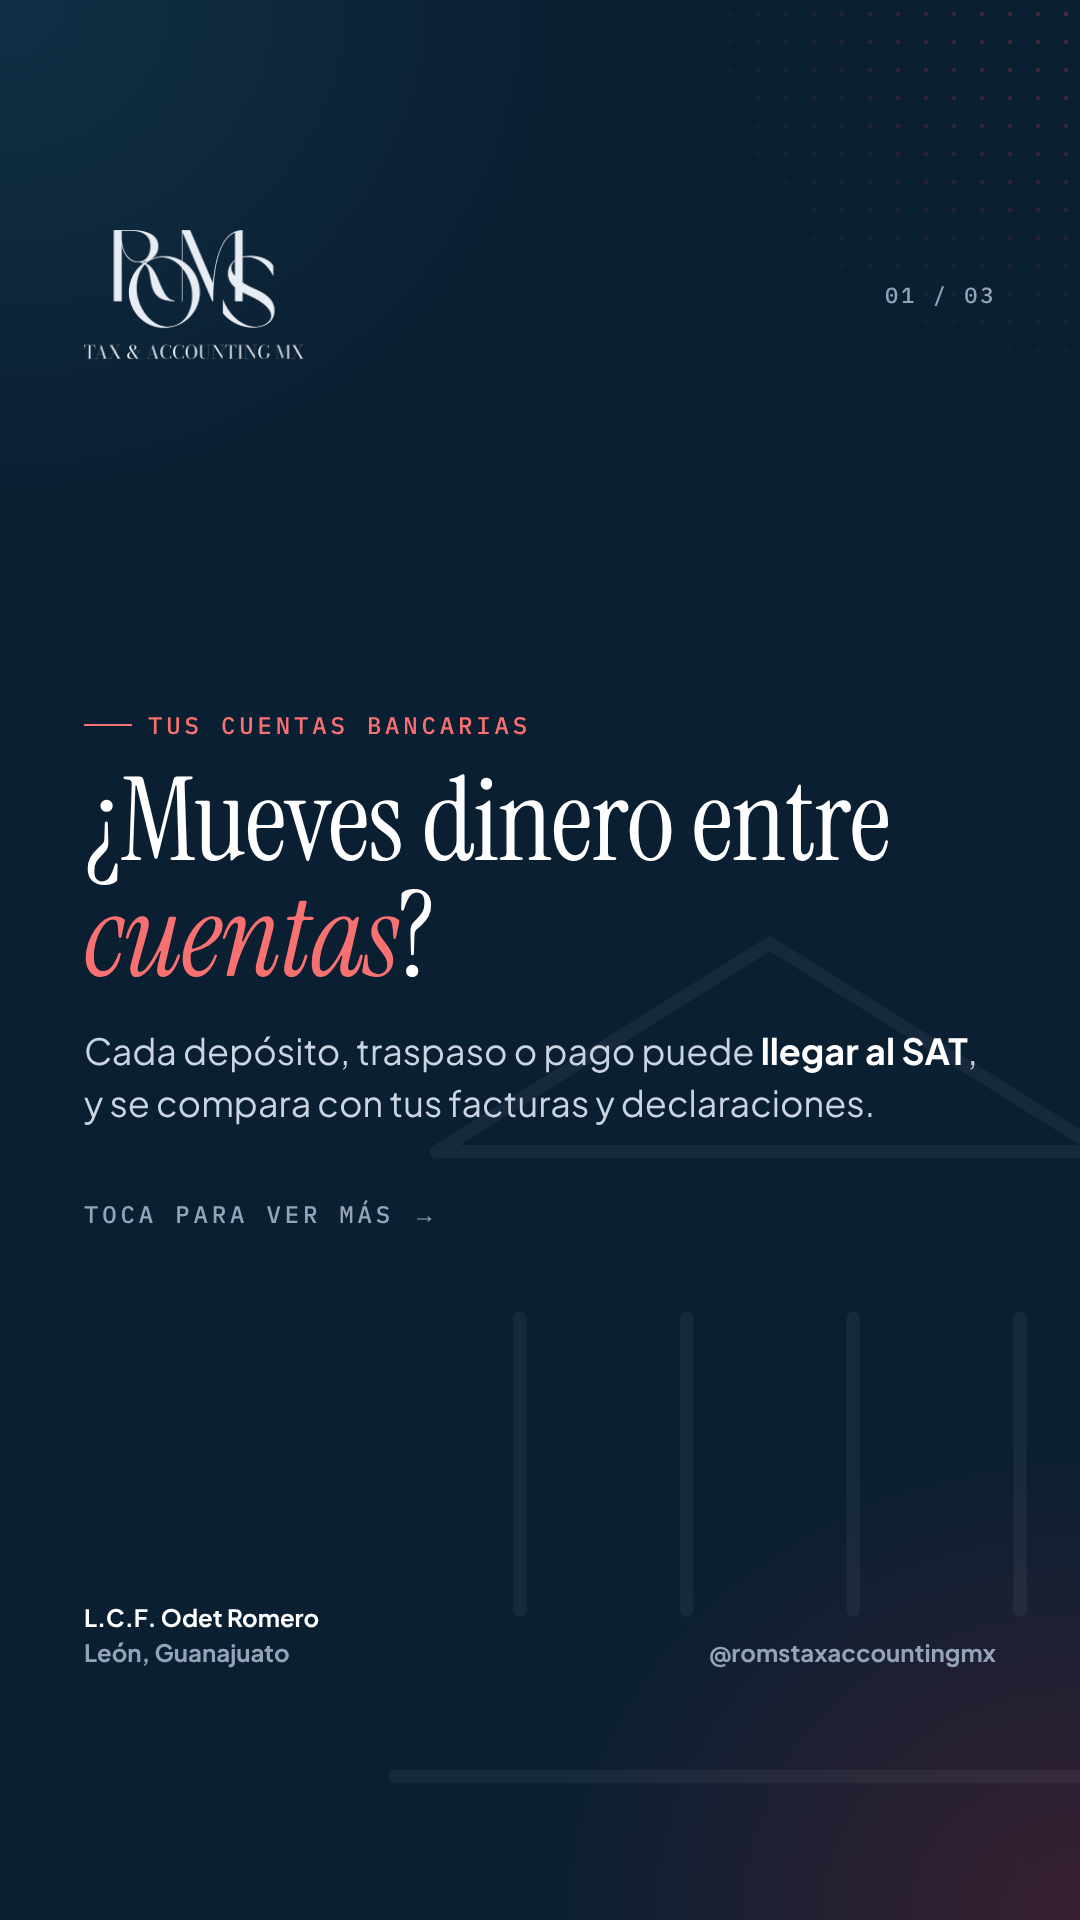 ROMS
TAX & ACCOUNTING MX
01 / 03
TUS CUENTAS BANCARIAS
¿Mueves dinero entre
cuentas?
Cada depósito, traspaso o pago puede llegar al SAT,
y se compara con tus facturas y declaraciones.
TOCA PARA VER MÁS →
L.C.F. Odet Romero
León, Guanajuato
@romstaxaccountingmx